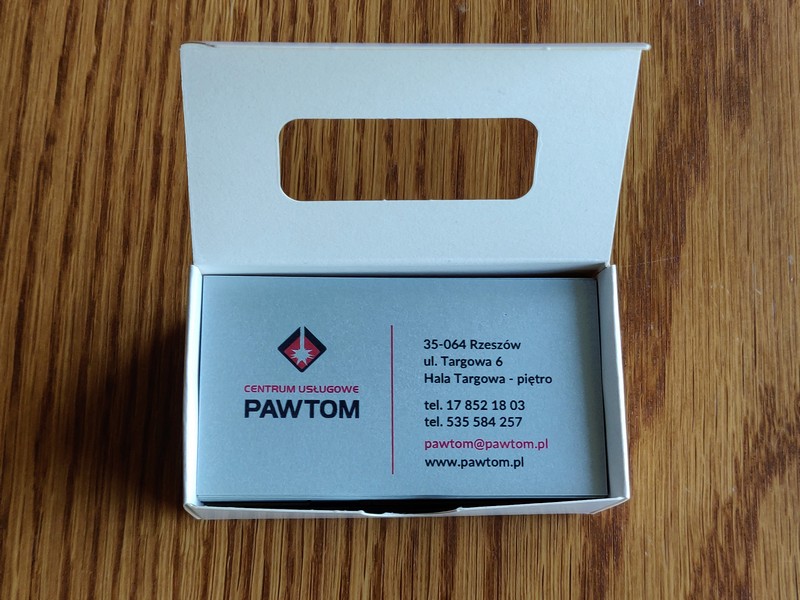 CENTRUM USŁUGOWE
PAWTOM
35-064 Rzeszów
ul. Targowa 6
Hala Targowa - piętro
tel. 17 852 18 03
tel. 535 584 257
pawtom@pawtom.pl
www.pawtom.pl